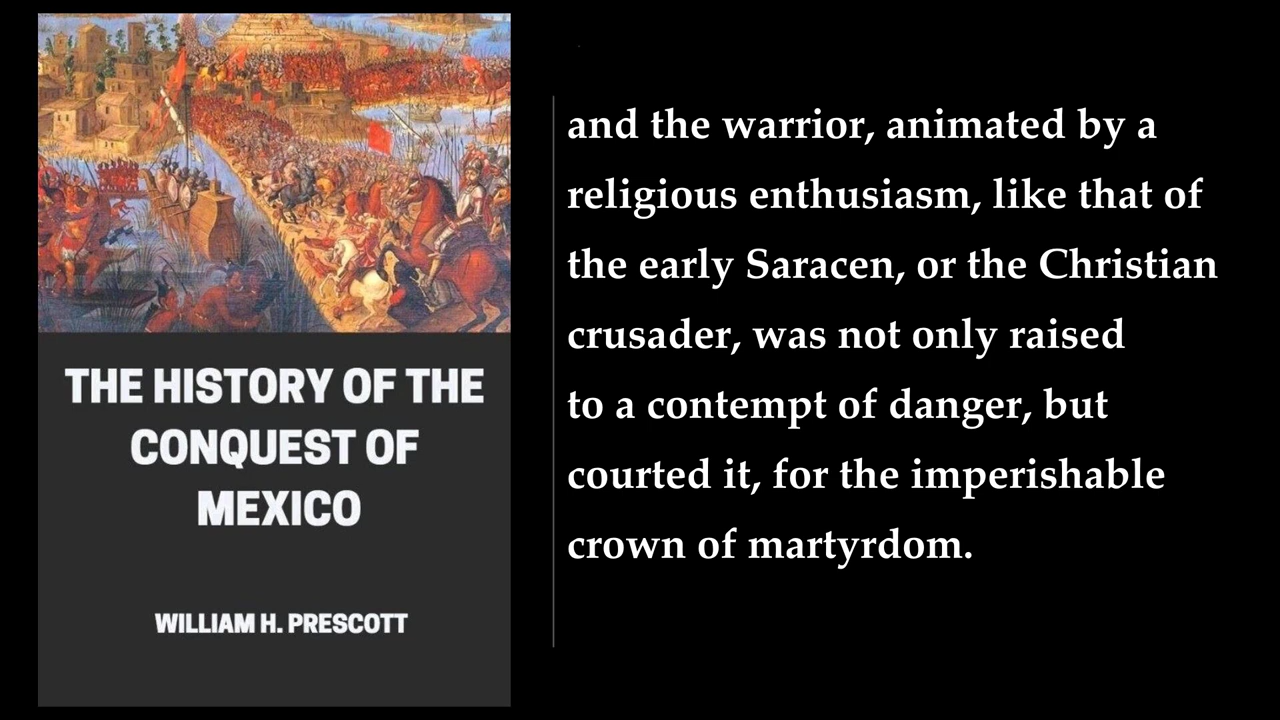 THE HISTORY OF THE
CONQUEST OF
MEXICO
WILLIAM H. PRESCOTT
and the warrior, animated by a
religious enthusiasm, like that of
the early Saracen, or the Christian
crusader, was not only raised
to a contempt of danger, but
courted it, for the imperishable
crown of martyrdom.